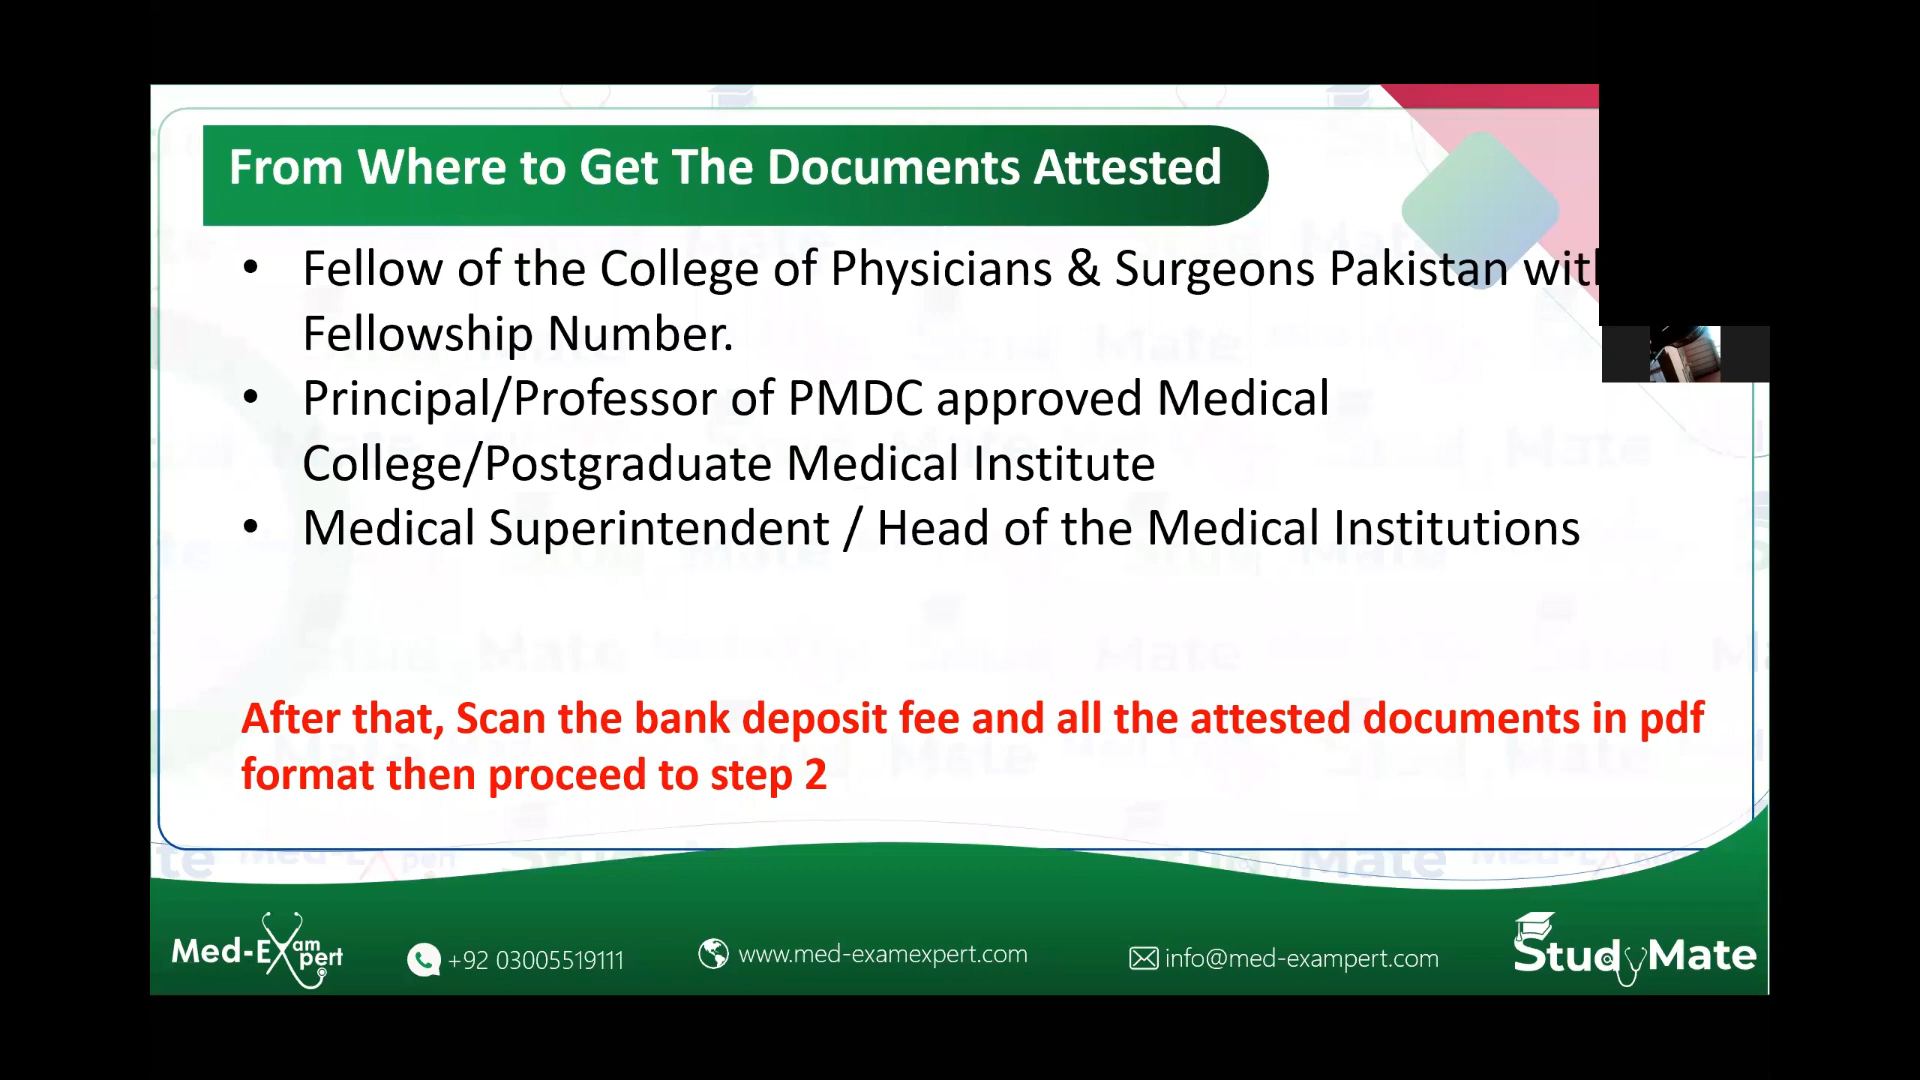 From Where to Get The Documents Attested
• Fellow of the College of Physicians & Surgeons Pakistan
Fellowship Number.
• Principal/Professor of PMDC approved Medical
College/Postgraduate Medical Institute
• Medical Superintendent / Head of the Medical Institutions
After that, Scan the bank deposit fee and all the attested documents in pdf
format then proceed to step 2
Med-Exam pert
+92 03005519111
www.med-examexpert.com
info@med-exampert.com
StudyMate